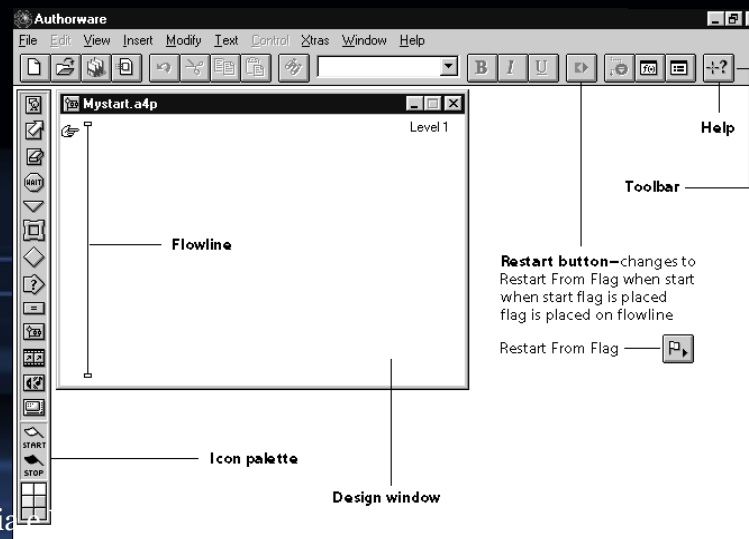 Authorware
File Edit View Insert Modify Text Control Xtras Window Help
B I U
Mystart.a4p
Level 1
Help
Toolbar
WAIT
Flowline
Restart button—changes to
Restart From Flag when start
when start flag is placed
flag is placed on flowline
Restart From Flag
START
STOP
Icon palette
Design window